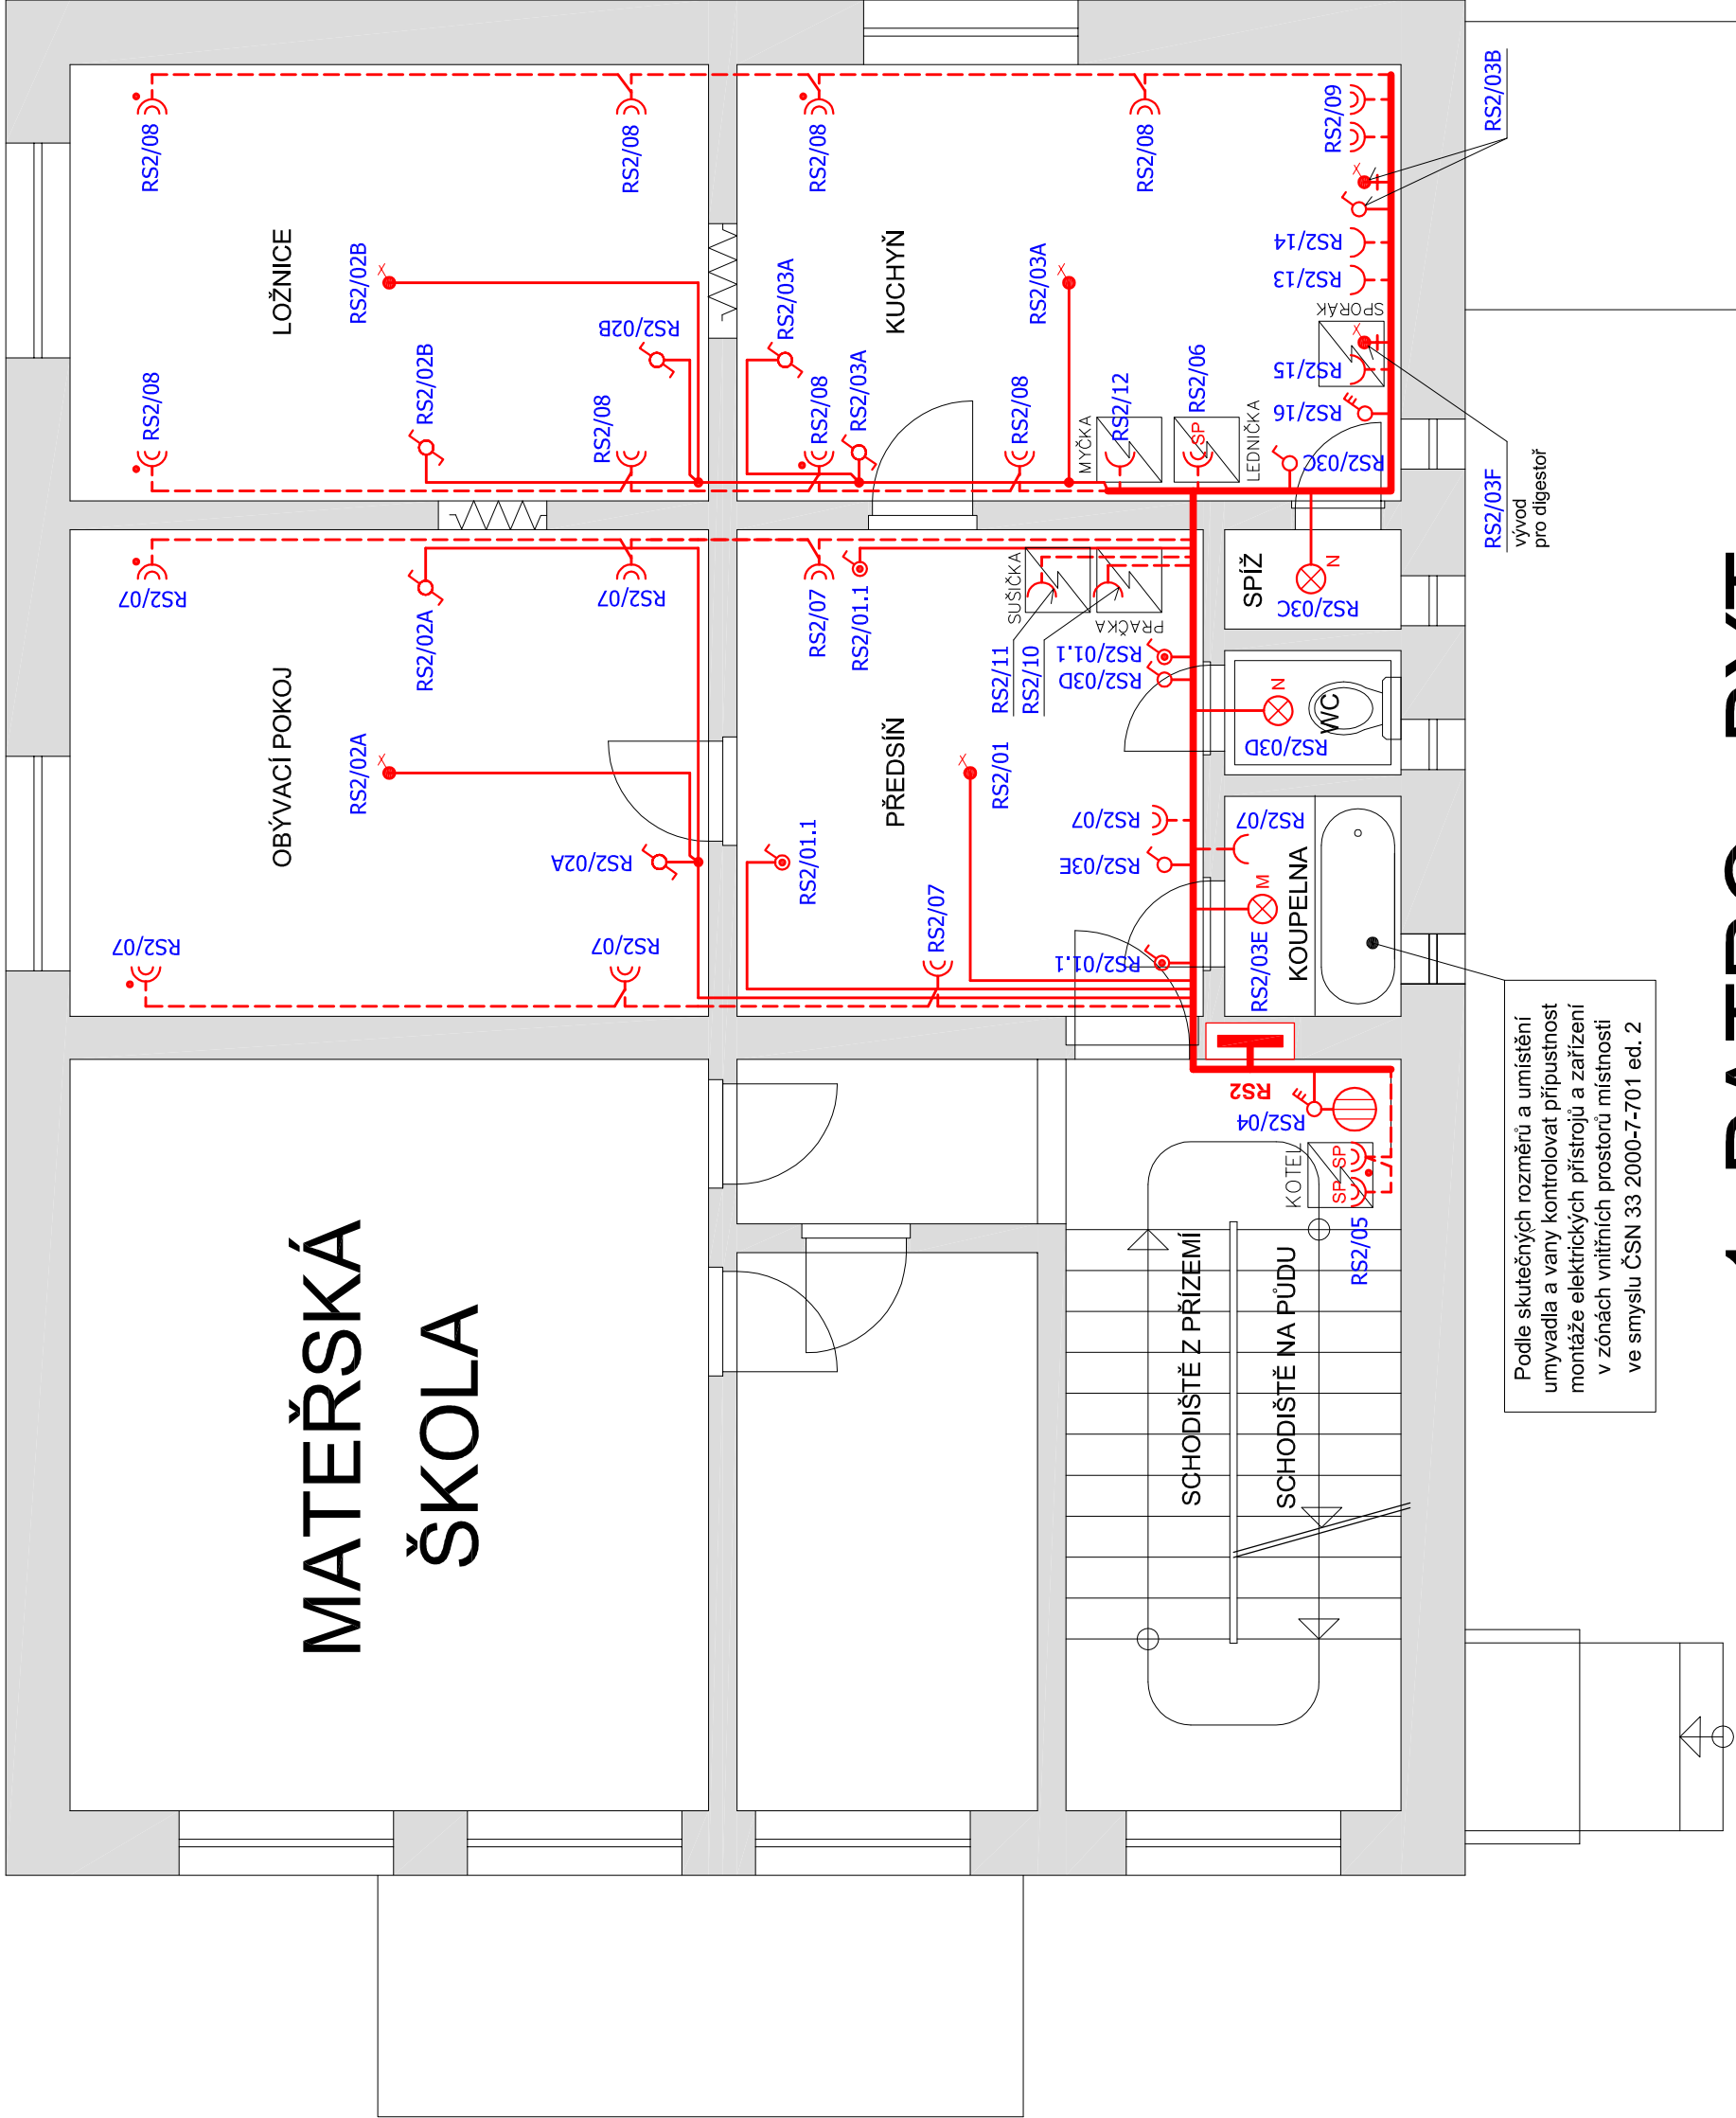 MATEŘSKÁ
ŠKOLA
OBÝVACÍ POKOJ
RS2/07
RS2/07
RS2/02A
RS2/02A
RS2/02A
RS2/07
RS2/07
LOŽNICE
RS2/08
RS2/08
RS2/02B
RS2/02B
RS2/02B
RS2/08
RS2/08
PŘEDSÍŇ
RS2/07
RS2/01.1
RS2/01
RS2/07
RS2/01.1
RS2/01.1
RS2/03E
RS2/07
RS2/03D
RS2/01.1
RS2/11
RS2/10
SUŠIČKA
PRAČKA
KUCHYŇ
RS2/08
RS2/03A
RS2/03A
RS2/03A
RS2/08
RS2/08
RS2/08
MYČKA
RS2/12
RS2/06
SP
LEDNIČKA
RS2/03C
RS2/16
RS2/15
SPORÁK
RS2/13
RS2/14
RS2/09
RS2/03B
RS2/03F
vývod
pro digestoř
SPÍŽ
N
RS2/03C
WC
N
RS2/03D
KOUPELNA
RS2/07
M
RS2/03E
RS2
RS2/04
KOTEL
SP
SP
RS2/05
SCHODIŠTĚ Z PŘÍZEMÍ
SCHODIŠTĚ NA PŮDU
Podle skutečných rozměrů a umístění
umyvadla a vany kontrolovat přípustnost
montáže elektrických přístrojů a zařízení
v zónách vnitřních prostorů místnosti
ve smyslu ČSN 33 2000-7-701 ed. 2